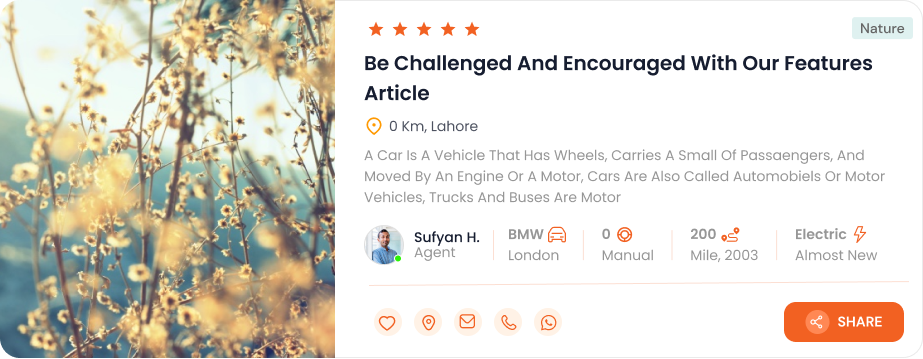 Nature
Be Challenged And Encouraged With Our Features
Article
0 Km, Lahore
A Car Is A Vehicle That Has Wheels, Carries A Small Of Passaengers, And
Moved By An Engine Or A Motor, Cars Are Also Called Automobiels Or Motor
Vehicles, Trucks And Buses Are Motor
Sufyan H.
Agent
BMW
London
0
Manual
200
Mile, 2003
Electric
Almost New
SHARE